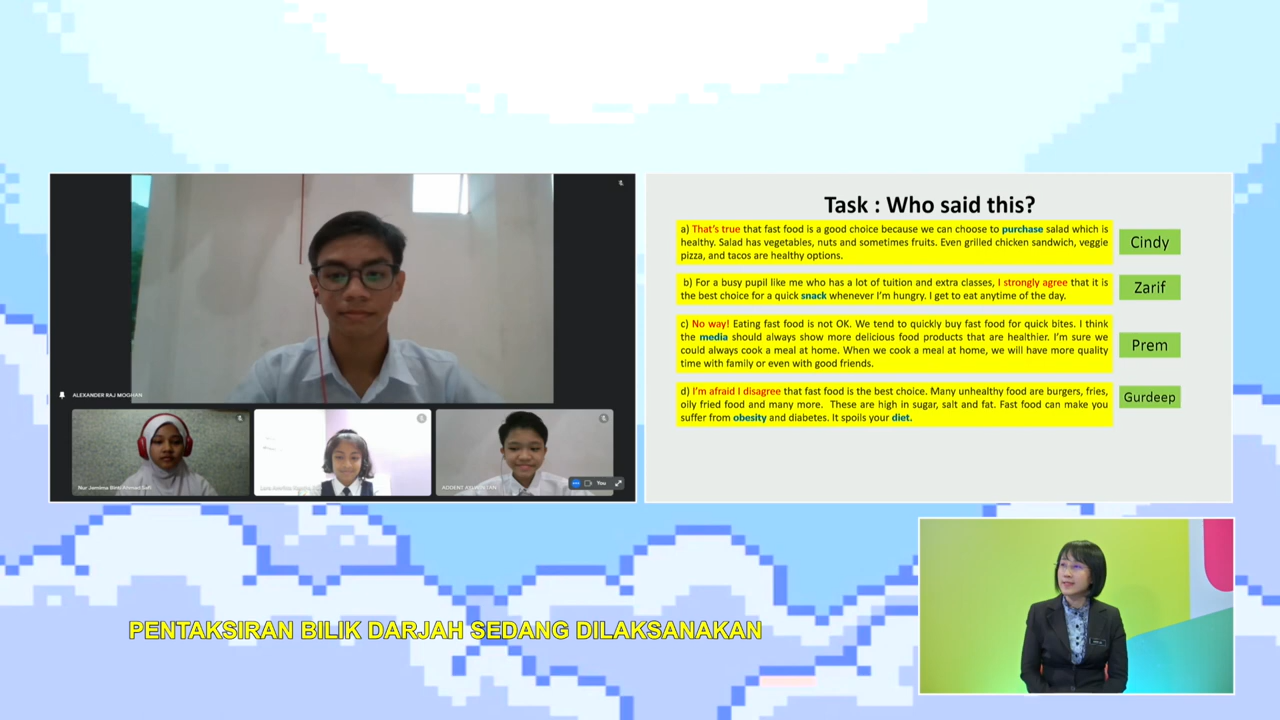 ALEXANDER RAJ MOGHAN
Nur Jannima Binti Ahmad Safi
You
Task : Who said this?
a) That's true that fast food is a good choice because we can choose to purchase salad which is
healthy. Salad has vegetables, nuts and sometimes fruits. Even grilled chicken sandwich, veggie
pizza, and tacos are healthy options.
Cindy
b) For a busy pupil like me who has a lot of tuition and extra classes, I strongly agree that it is
the best choice for a quick snack whenever I'm hungry. I get to eat anytime of the day.
Zarif
c) No way! Eating fast food is not OK. We tend to quickly buy fast food for quick bites. I think
the media should always show more delicious food products that are healthier. I'm sure we
could always cook a meal at home. When we cook a meal at home, we will have more quality
time with family or even with good friends.
Prem
d) I'm afraid I disagree that fast food is the best choice. Many unhealthy food are burgers, fries,
oily fried food and many more. These are high in sugar, salt and fat. Fast food can make you
suffer from obesity and diabetes. It spoils your diet.
Gurdeep
PENTAKSIRAN BILIK DARJAH SEDANG DILAKSANAKAN